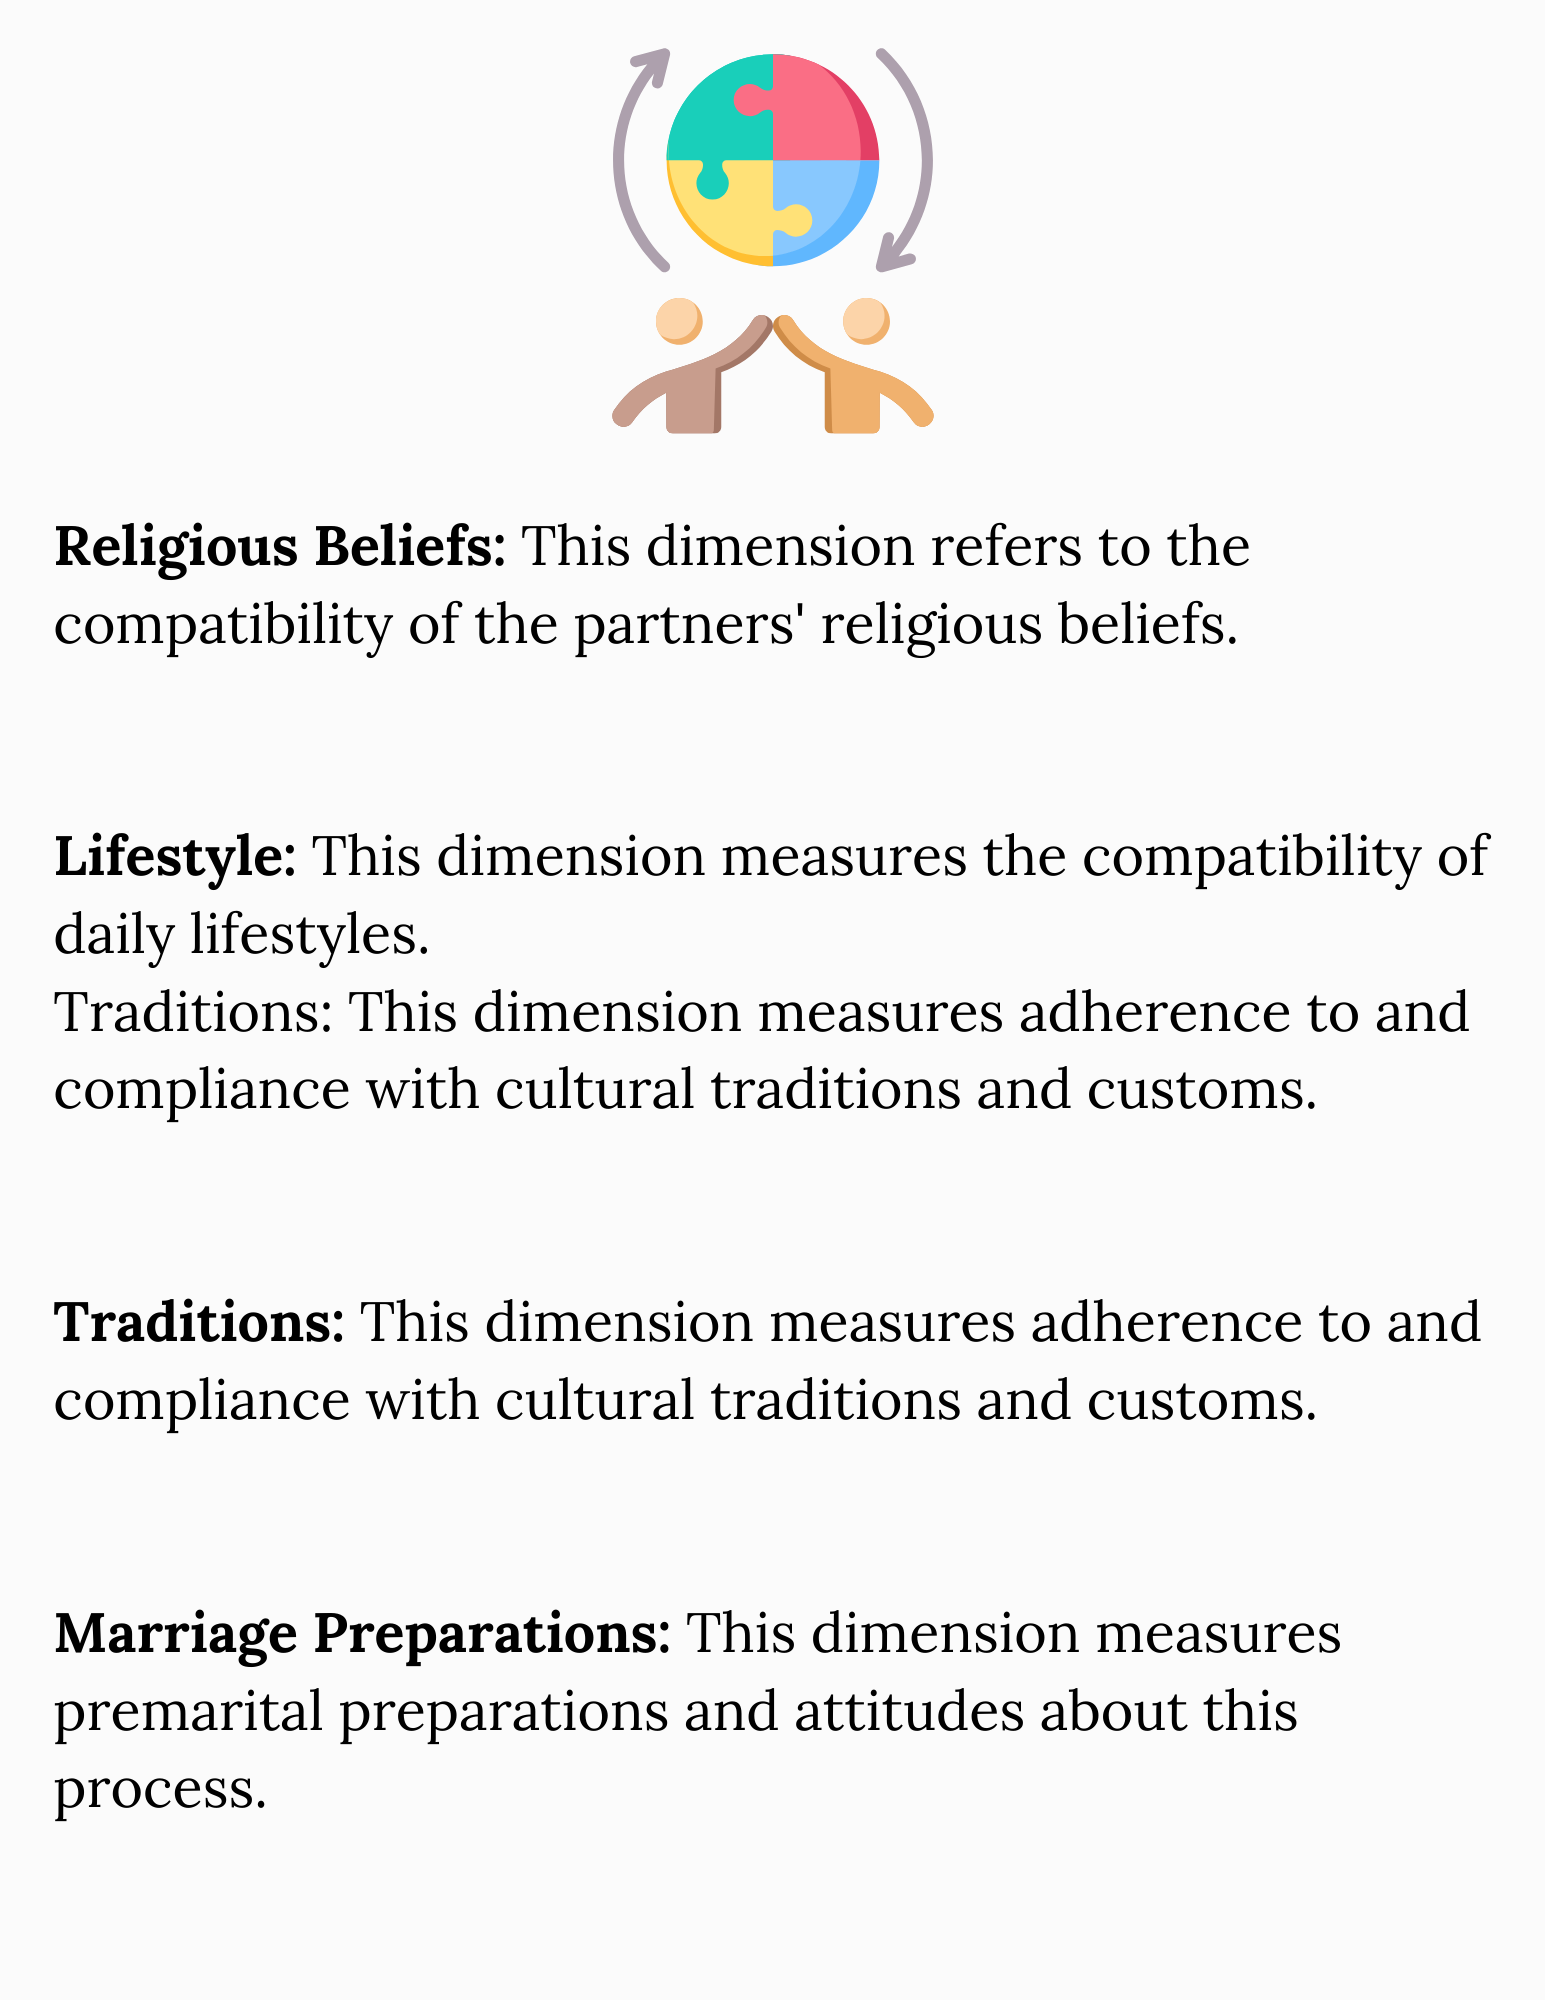 Religious Beliefs: This dimension refers to the
compatibility of the partners' religious beliefs.
Lifestyle: This dimension measures the compatibility of
daily lifestyles.
Traditions: This dimension measures adherence to and
compliance with cultural traditions and customs.
Traditions: This dimension measures adherence to and
compliance with cultural traditions and customs.
Marriage Preparations: This dimension measures
premarital preparations and attitudes about this
process.